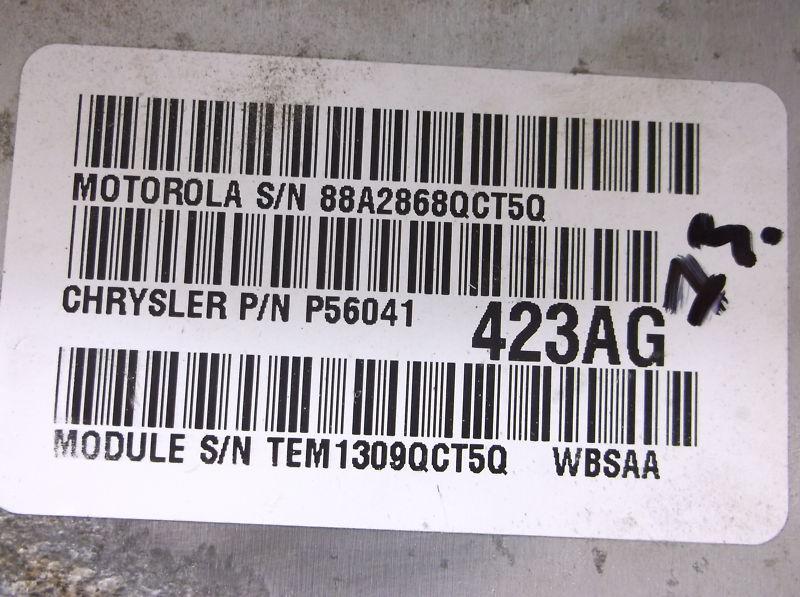 MOTOROLA S/N 88A2868QCT5Q
CHRYSLER P/N P56041 423AG
MODULE S/N TEM1309QCT5Q WBSAA